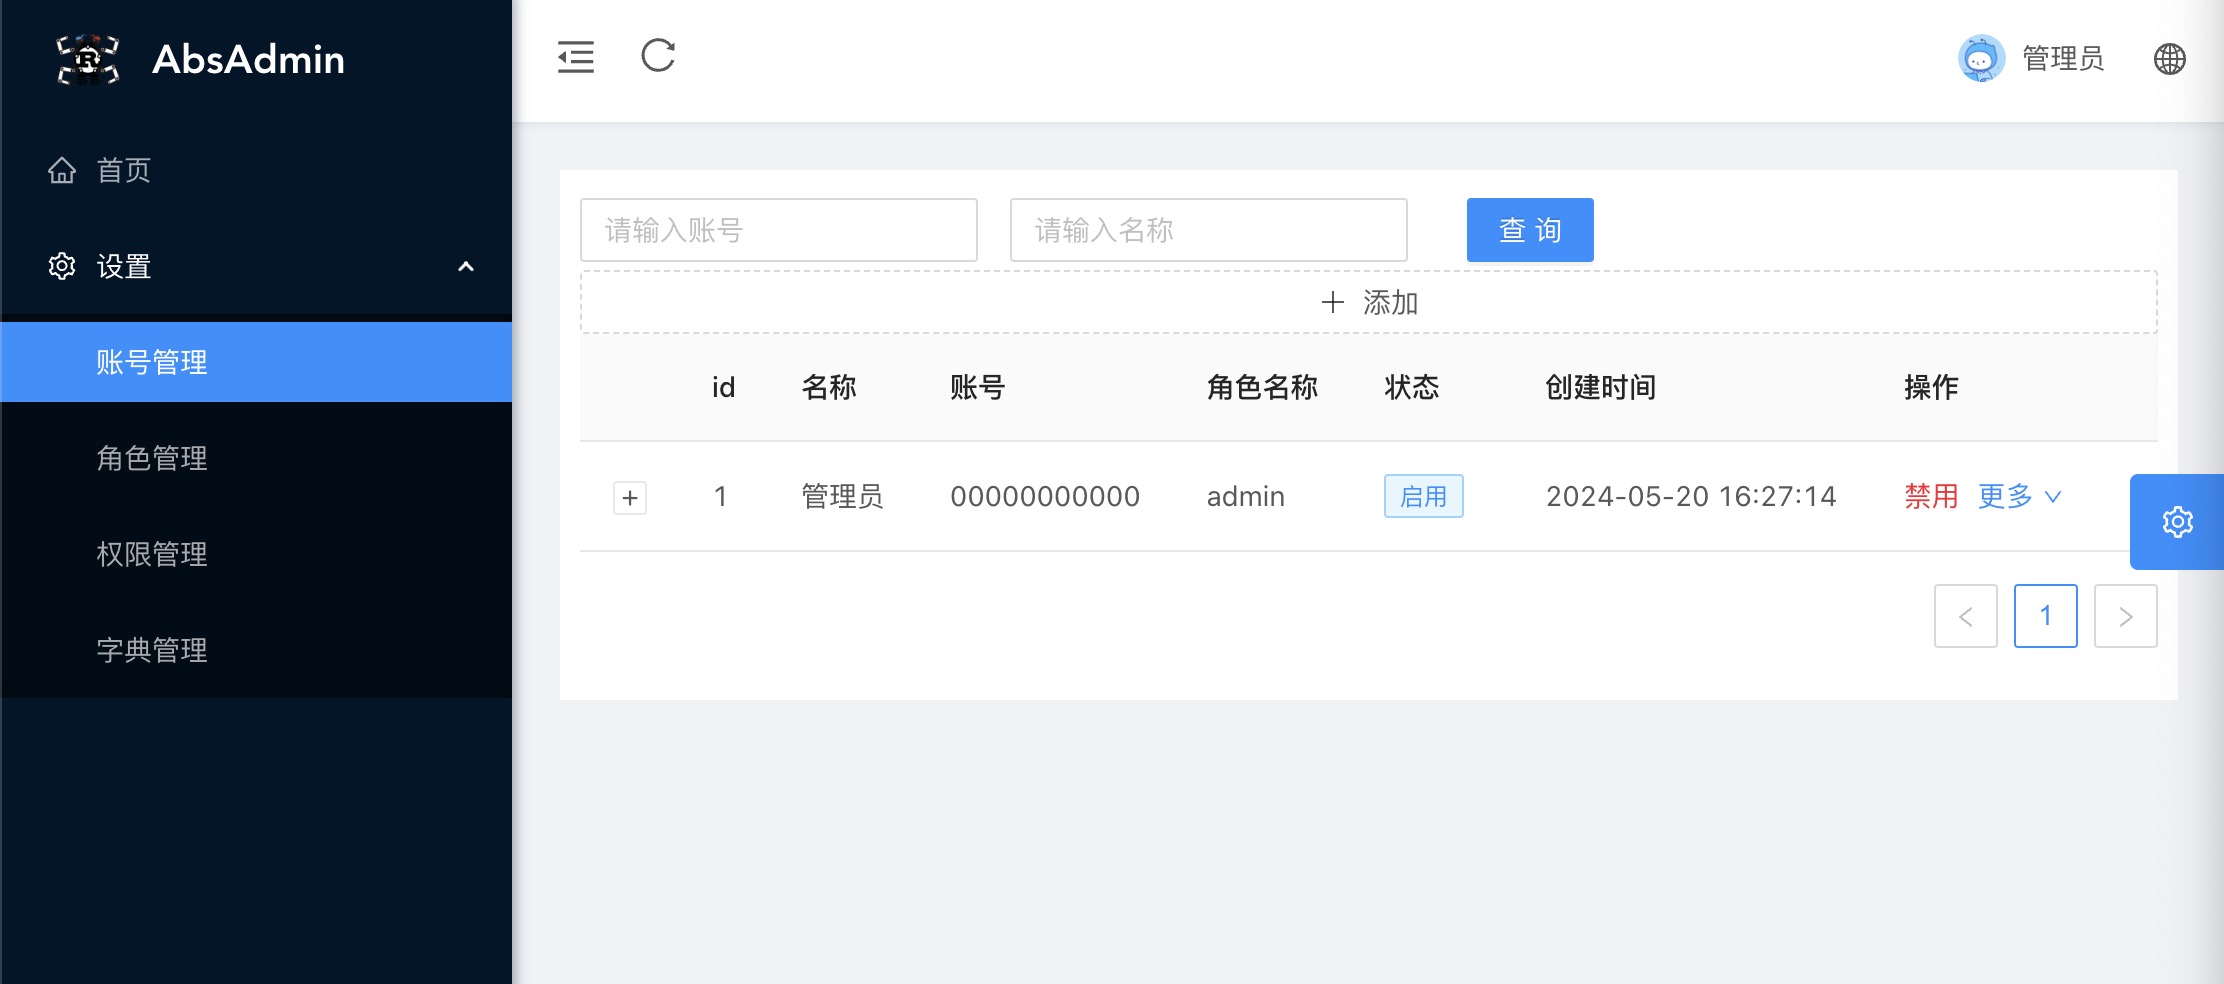 AbsAdmin
管理员
首页
设置
账号管理
角色管理
权限管理
字典管理
请输入账号 请输入名称 查 询
添加
id 名称 账号 角色名称 状态 创建时间 操作
1 管理员 00000000000 admin 启用 2024-05-20 16:27:14 禁用 更多
1